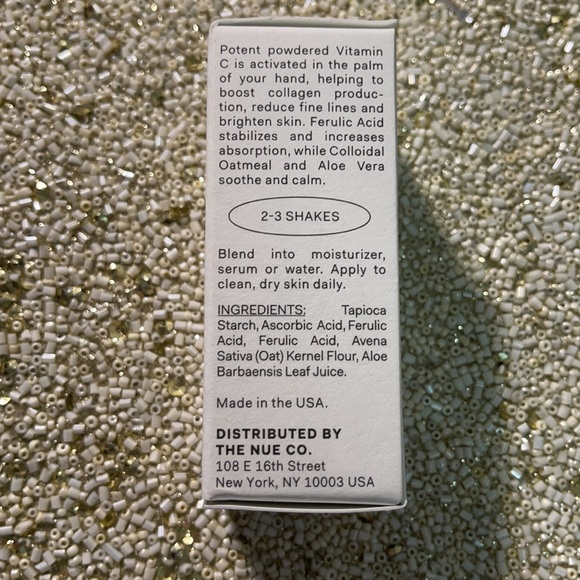 Potent powdered Vitamin
C is activated in the palm
of your hand, helping to
boost collagen produc-
tion, reduce fine lines and
brighten skin. Ferulic Acid
stabilizes and increases
absorption, while Colloidal
Oatmeal and Aloe Vera
soothe and calm.
2-3 SHAKES
Blend into moisturizer,
serum or water. Apply to
clean, dry skin daily.
INGREDIENTS: Tapioca
Starch, Ascorbic Acid, Ferulic
Acid, Ferulic Acid, Avena
Sativa (Oat) Kernel Flour, Aloe
Barbaensis Leaf Juice.
Made in the USA.
DISTRIBUTED BY
THE NUE CO.
108 E 16th Street
New York, NY 10003 USA